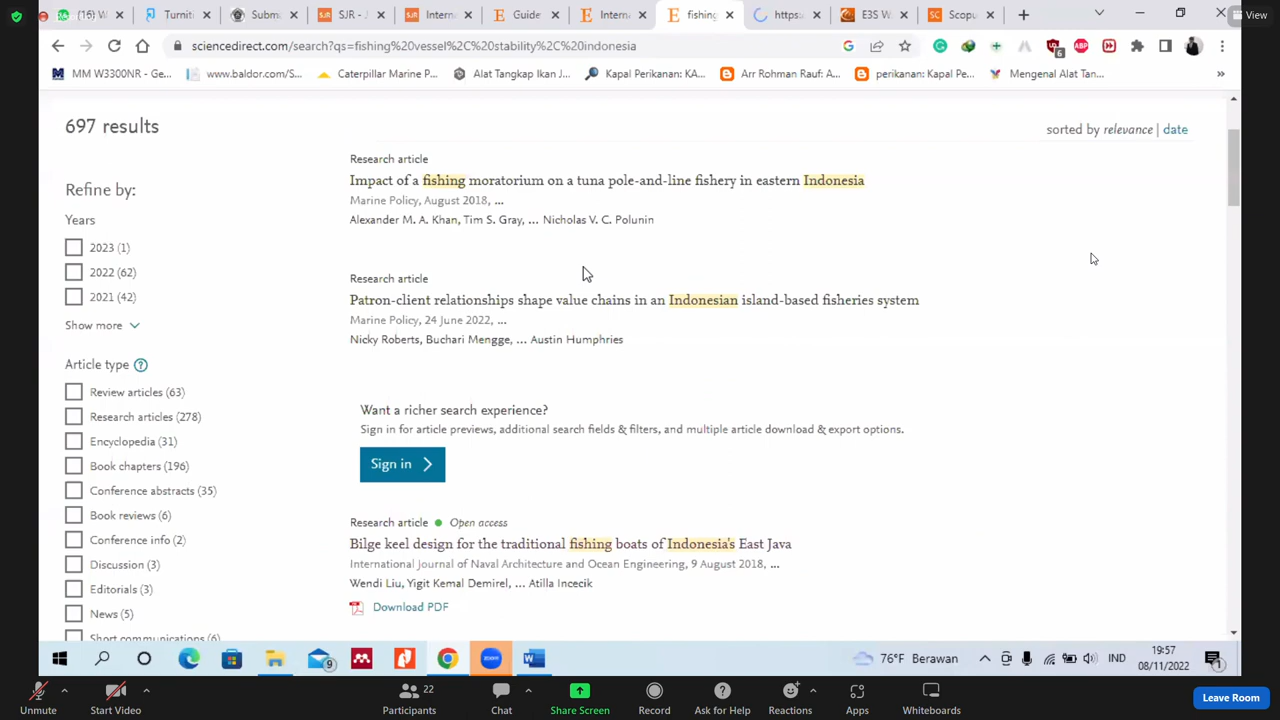 (16) W
Turniti
Subma
SJR - J
Intern
Guide
Intern
fishing
https:
E3S W
Scopu
View
sciencedirect.com/search?qs=fishing%20vessel%2C%20stability%2C%20indonesia
6
MM W3300NR - Ge...
www.baldor.com/S...
Caterpillar Marine P...
Alat Tangkap Ikan J...
Kapal Perikanan: KA...
Arr Rohman Rauf: A...
perikanan: Kapal Pe...
Mengenal Alat Tan...
»
697 results
sorted by relevance | date
Refine by:
Years
2023 (1)
2022 (62)
2021 (42)
Show more
Article type ?
Review articles (63)
Research articles (278)
Encyclopedia (31)
Book chapters (196)
Conference abstracts (35)
Book reviews (6)
Conference info (2)
Discussion (3)
Editorials (3)
News (5)
Short communications (6)
Research article
Impact of a fishing moratorium on a tuna pole-and-line fishery in eastern Indonesia
Marine Policy, August 2018, ...
Alexander M. A. Khan, Tim S. Gray, ... Nicholas V. C. Polunin
Research article
Patron-client relationships shape value chains in an Indonesian island-based fisheries system
Marine Policy, 24 June 2022, ...
Nicky Roberts, Buchari Mengge, ... Austin Humphries
Want a richer search experience?
Sign in for article previews, additional search fields & filters, and multiple article download & export options.
Sign in
Research article Open access
Bilge keel design for the traditional fishing boats of Indonesia's East Java
International Journal of Naval Architecture and Ocean Engineering, 9 August 2018, ...
Wendi Liu, Yigit Kemal Demirel, ... Atilla Incecik
Download PDF
9
zoom
76°F Berawan
IND
19:57
08/11/2022
1
Unmute
Start Video
22
Participants
Chat
Share Screen
Record
Ask for Help
Reactions
Apps
Whiteboards
Leave Room